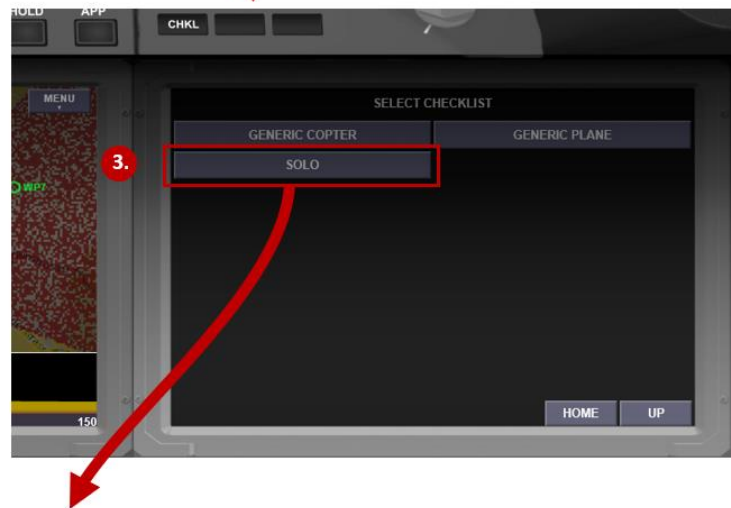 HOLD APP
CHKL
MENU
SELECT CHECKLIST
GENERIC COPTER GENERIC PLANE
3. SOLO
WP7
HOME UP
150